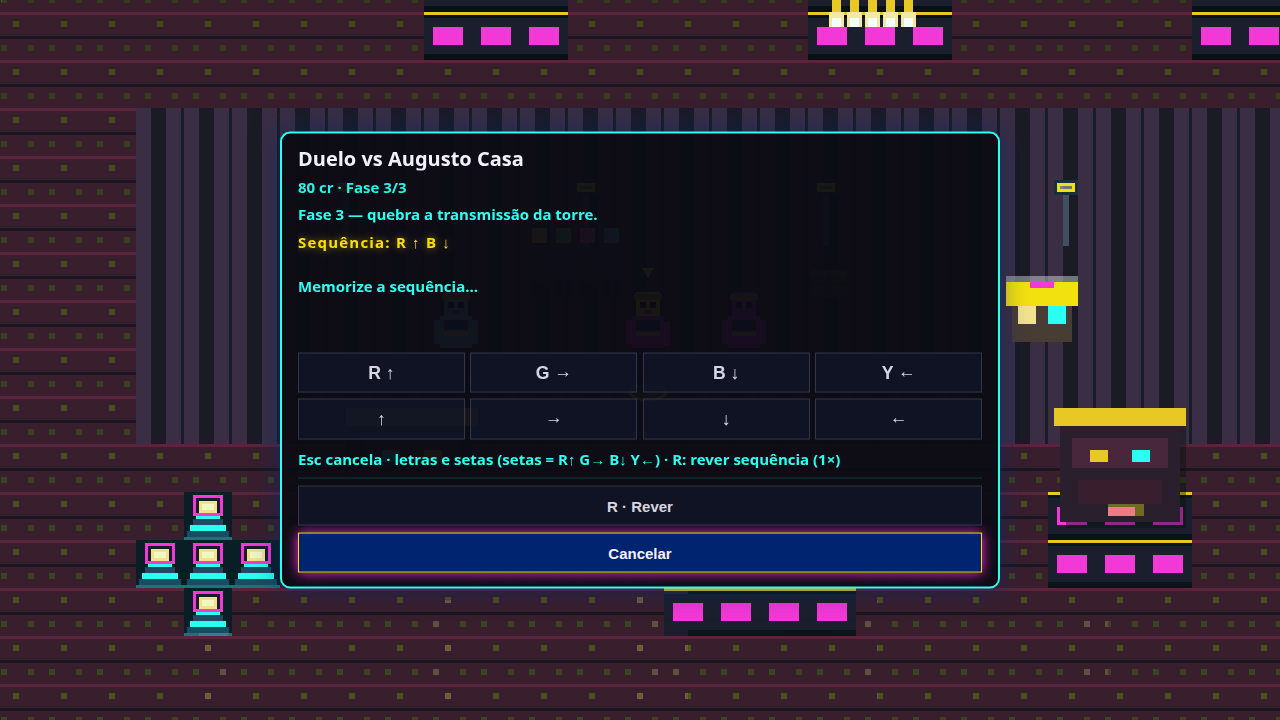 Duelo vs Augusto Casa
80 cr · Fase 3/3
Fase 3 — quebra a transmissão da torre.
Sequência: R ↑ B ↓
Memorize a sequência...
R ↑ G → B ↓ Y ←
↑ → ↓ ←
Esc cancela · letras e setas (setas = R↑ G→ B↓ Y←) · R: rever sequência (1×)
R · Rever
Cancelar